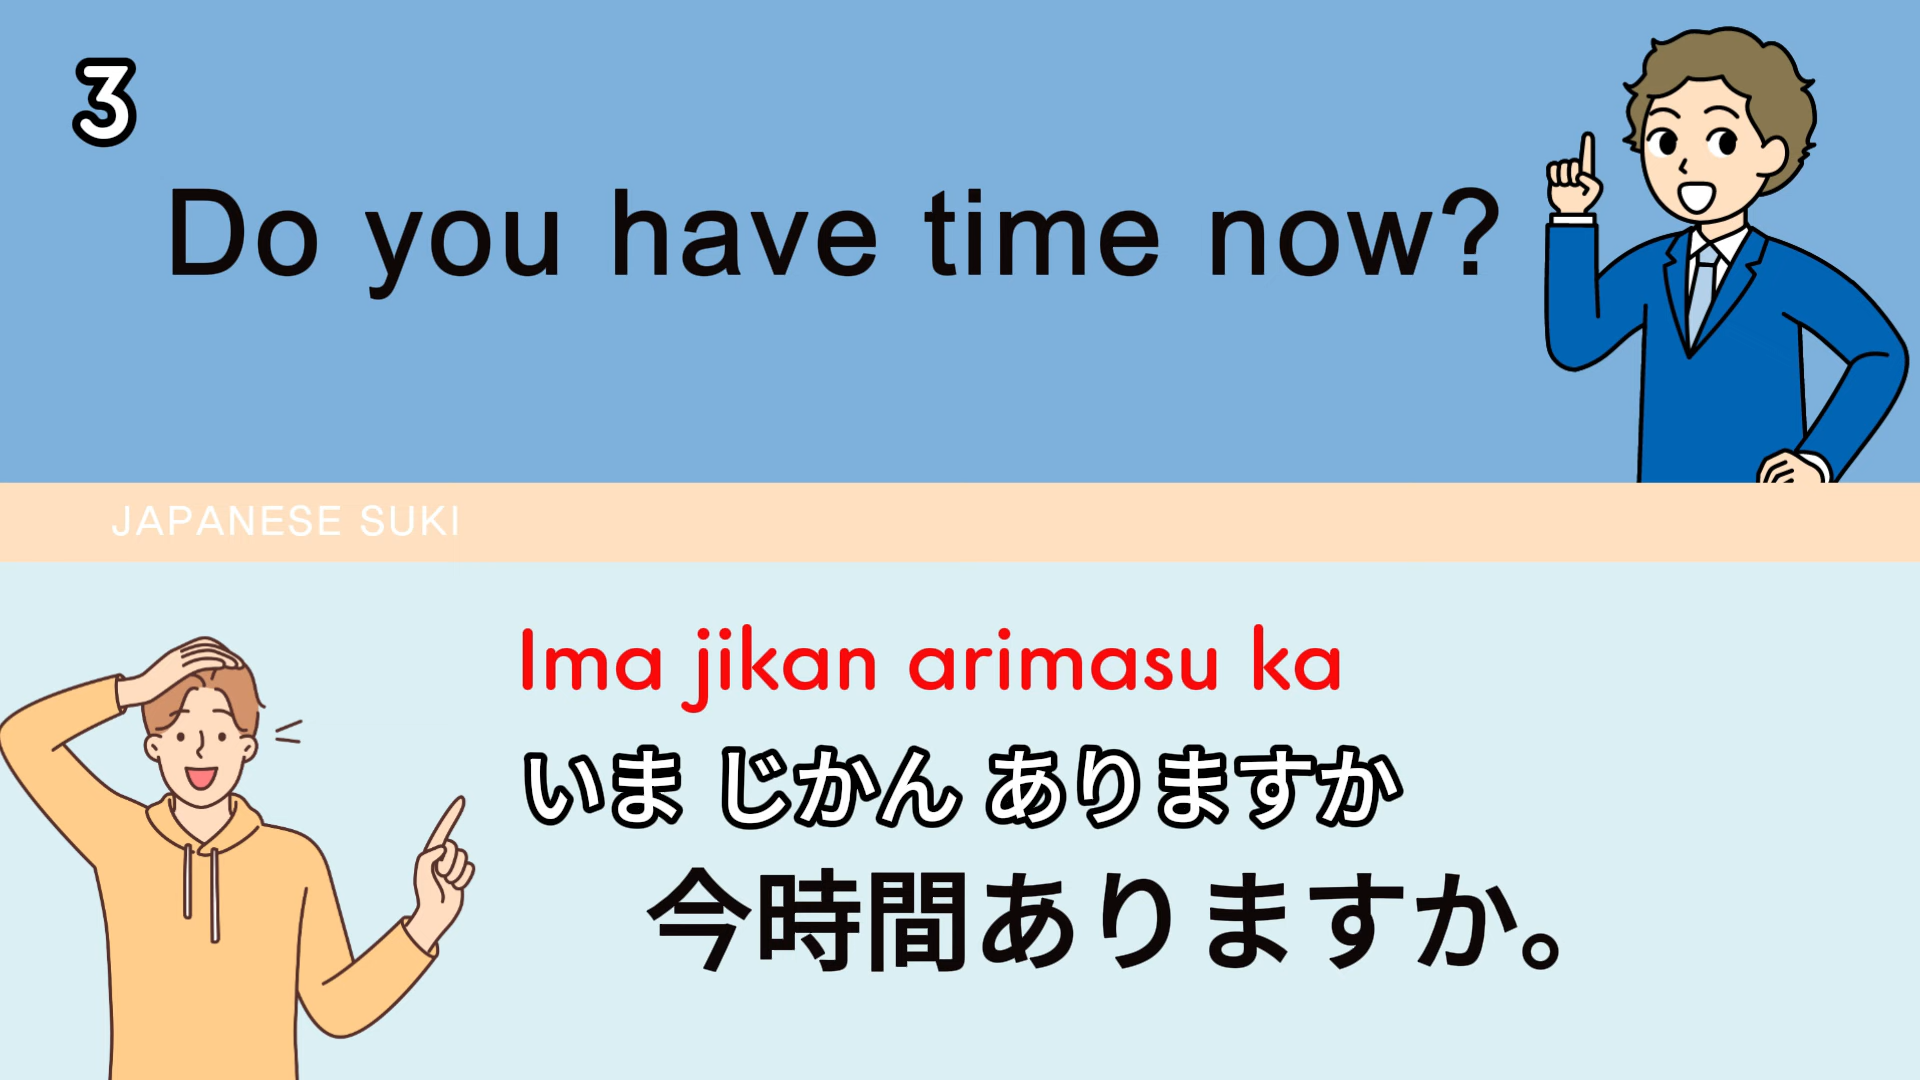 3
Do you have time now?
JAPANESE SUKI
Ima jikan arimasu ka
いま じかん ありますか
今時間ありますか。